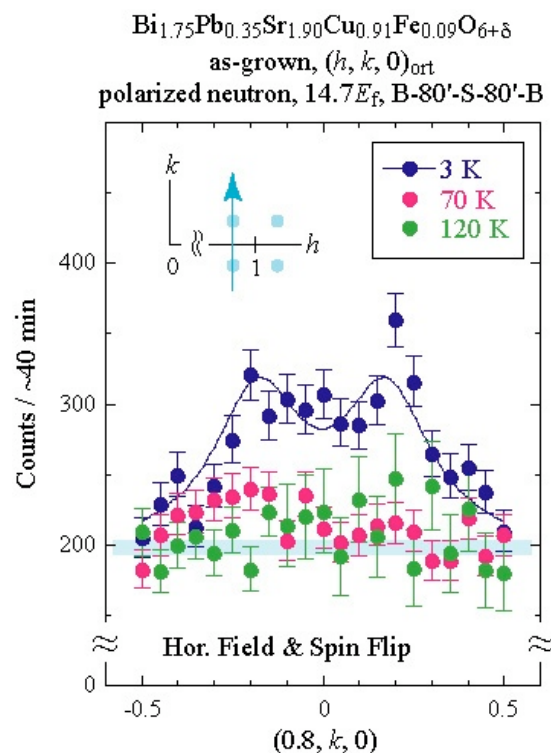 Bi₁.₇₅Pb₀.₃₅Sr₁.₉₀Cu₀.₉₁Fe₀.₀₉O₆₊δ
as-grown, (h, k, 0)ort
polarized neutron, 14.7Ef, B-80'-S-80'-B
k
h
0
1
3 K
70 K
120 K
400
300
200
0
Counts / ~40 min
Hor. Field & Spin Flip
-0.5
0
0.5
(0.8, k, 0)